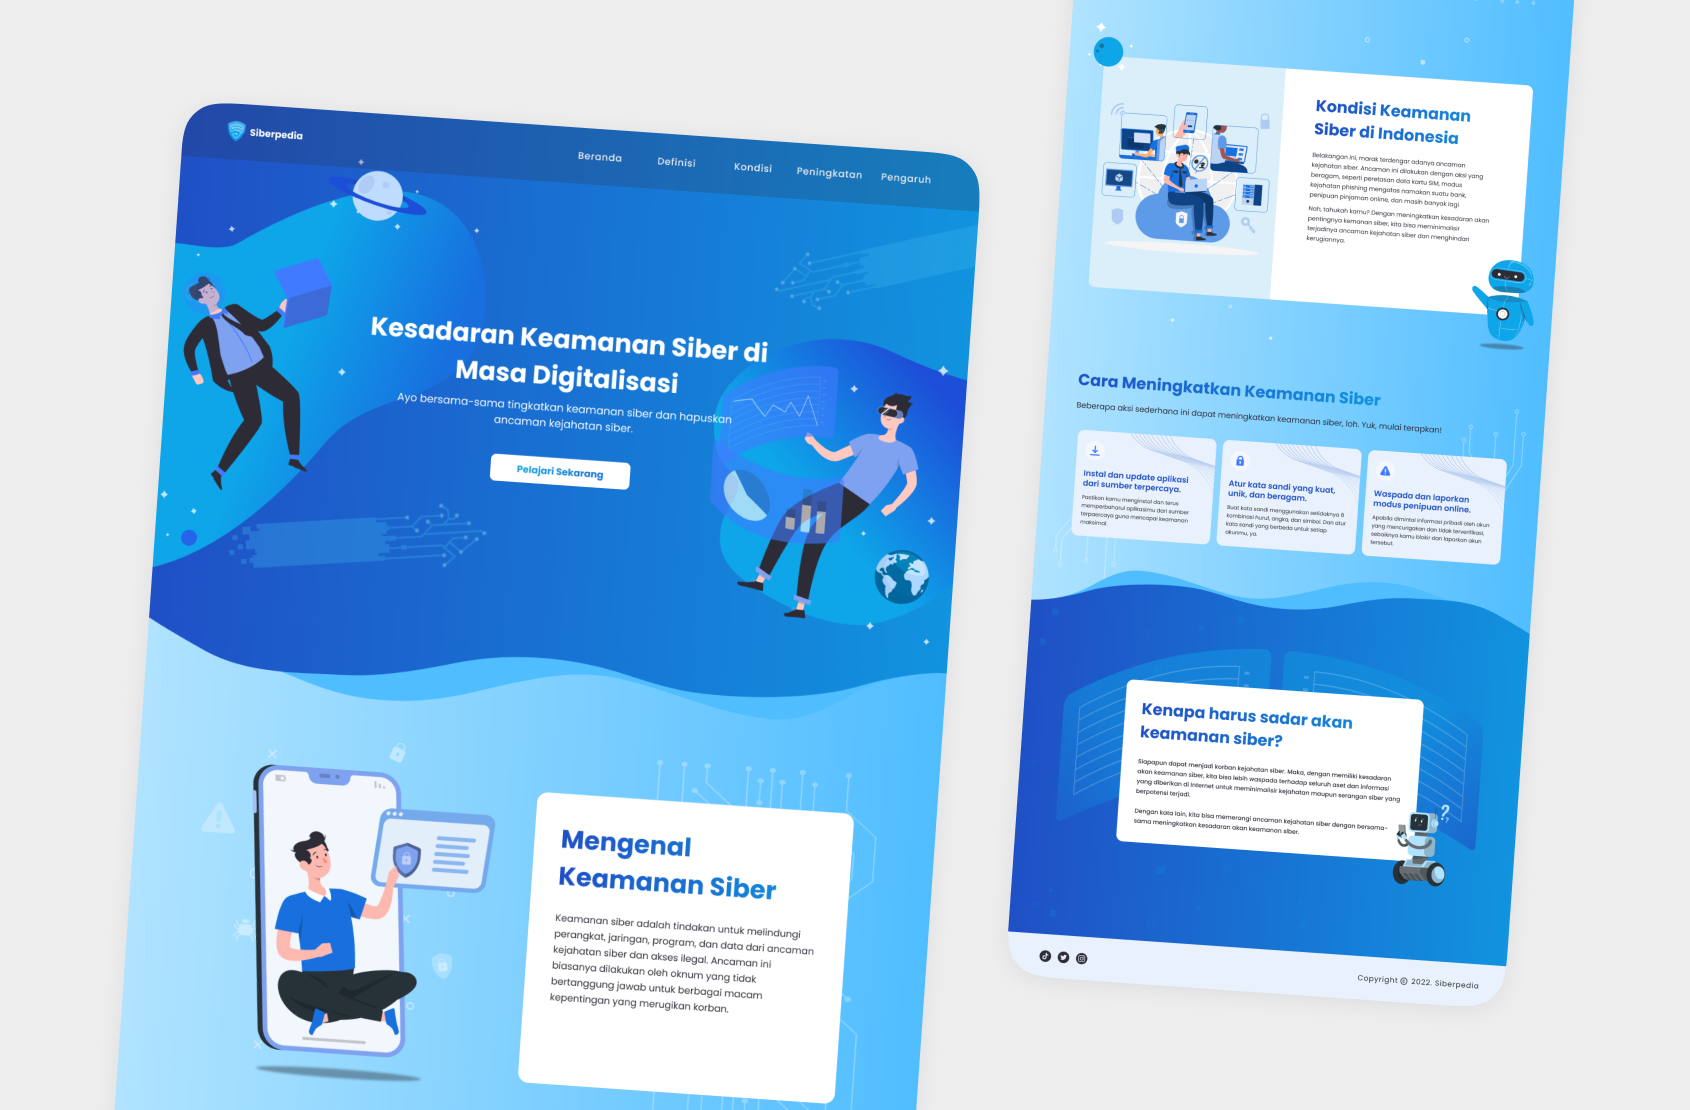 Siberpedia
Beranda
Definisi
Kondisi
Peningkatan
Pengaruh
Kesadaran Keamanan Siber di
Masa Digitalisasi
Ayo bersama-sama tingkatkan keamanan siber dan hapuskan
ancaman kejahatan siber.
Pelajari Sekarang
Mengenal
Keamanan Siber
Keamanan siber adalah tindakan untuk melindungi
perangkat, jaringan, program, dan data dari ancaman
kejahatan siber dan akses ilegal. Ancaman ini
biasanya dilakukan oleh oknum yang tidak
bertanggung jawab untuk berbagai macam
kepentingan yang merugikan korban.
Kondisi Keamanan
Siber di Indonesia
Belakangan ini, marak terdengar adanya ancaman
kejahatan siber. Ancaman ini dilakukan dengan aksi yang
beragam, seperti peretasan data kartu SIM, modus
kejahatan phishing mengatas namakan suatu bank,
penipuan pinjaman online, dan masih banyak lagi
Nah, tahukah kamu? Dengan meningkatkan kesadaran akan
pentingnya kemanan siber, kita bisa meminimalisir
terjadinya ancaman kejahatan siber dan menghindari
kerugiannya.
Cara Meningkatkan Keamanan Siber
Beberapa aksi sederhana ini dapat meningkatkan keamanan siber, loh. Yuk, mulai terapkan!
Instal dan update aplikasi
dari sumber terpercaya.
Pastikan kamu menginstal dan terus
memperbaharui aplikasimu dari sumber
terpercaya guna mencapai keamanan
maksimal.
Atur kata sandi yang kuat,
unik, dan beragam.
Buat kata sandi menggunakan setidaknya 8
kombinasi huruf, angka, dan simbol. Dan atur
kata sandi yang berbeda untuk setiap
akunmu, ya.
Waspada dan laporkan
modus penipuan online.
Apabila dimintai informasi pribadi oleh akun
yang mencurigakan dan tidak terverifikasi,
sebaiknya kamu blokir dan laporkan akun
tersebut.
Kenapa harus sadar akan
keamanan siber?
Siapapun dapat menjadi korban kejahatan siber. Maka, dengan memiliki kesadaran
akan keamanan siber, kita bisa lebih waspada terhadap seluruh aset dan informasi
yang diberikan di internet untuk meminimalisir kejahatan maupun serangan siber yang
berpotensi terjadi.
Dengan kata lain, kita bisa memerangi ancaman kejahatan siber dengan bersama-
sama meningkatkan kesadaran akan keamanan siber.
?
Copyright © 2022. Siberpedia